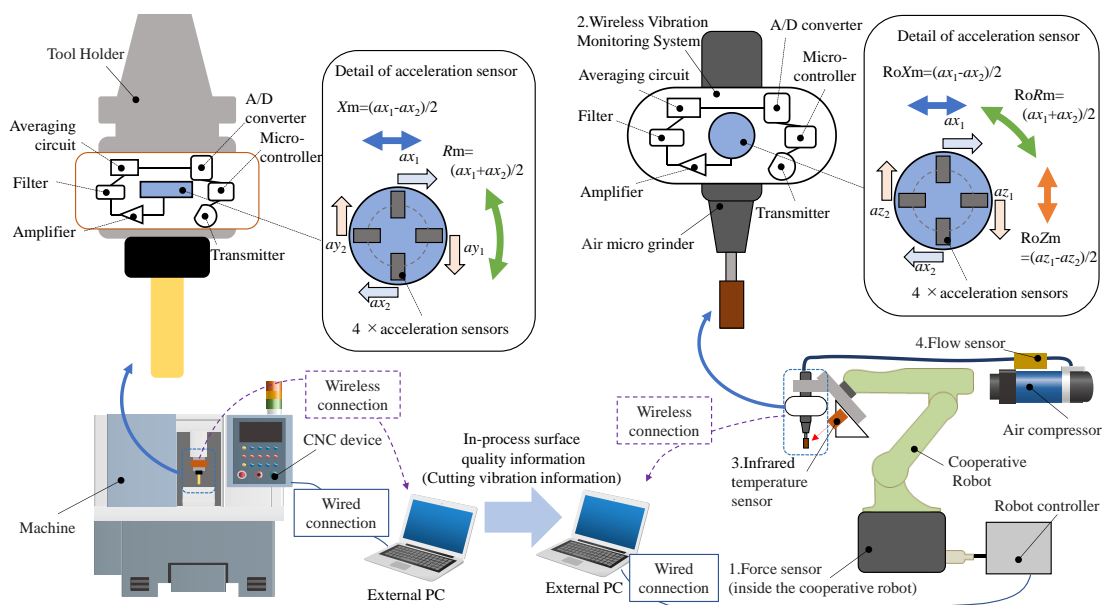 Tool Holder
Averaging
circuit
A/D
converter
Micro-
controller
Filter
Amplifier
Transmitter
Detail of acceleration sensor
Xm=(ax1-ax2)/2
ax1
Rm=
(ax1+ax2)/2
ay2
ay1
ax2
4 × acceleration sensors
2.Wireless Vibration
Monitoring System
A/D converter
Averaging circuit
Micro-
controller
Filter
Amplifier
Transmitter
Air micro grinder
Detail of acceleration sensor
RoXm=(ax1-ax2)/2
ax1
RoRm=
(ax1+ax2)/2
az2
az1
ax2
RoZm
=(az1-az2)/2
4 × acceleration sensors
Wireless
connection
CNC device
Machine
Wired
connection
External PC
In-process surface
quality information
(Cutting vibration information)
Wireless
connection
External PC
Wired
connection
4.Flow sensor
Air compressor
3.Infrared
temperature
sensor
Cooperative
Robot
Robot controller
1.Force sensor
(inside the cooperative robot)